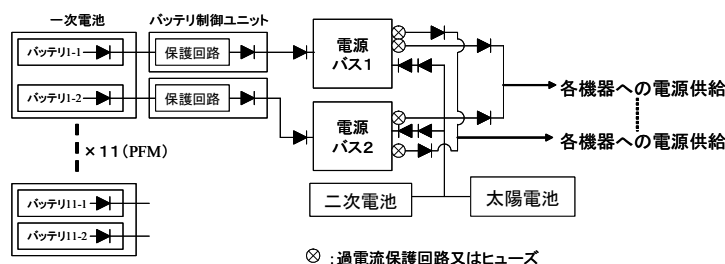 一次電池
バッテリ制御ユニット
バッテリ1-1
保護回路
電源
バス1
バッテリ1-2
保護回路
各機器への電源供給
電源
バス2
×11(PFM)
各機器への電源供給
バッテリ11-1
二次電池
太陽電池
バッテリ11-2
:過電流保護回路又はヒューズ